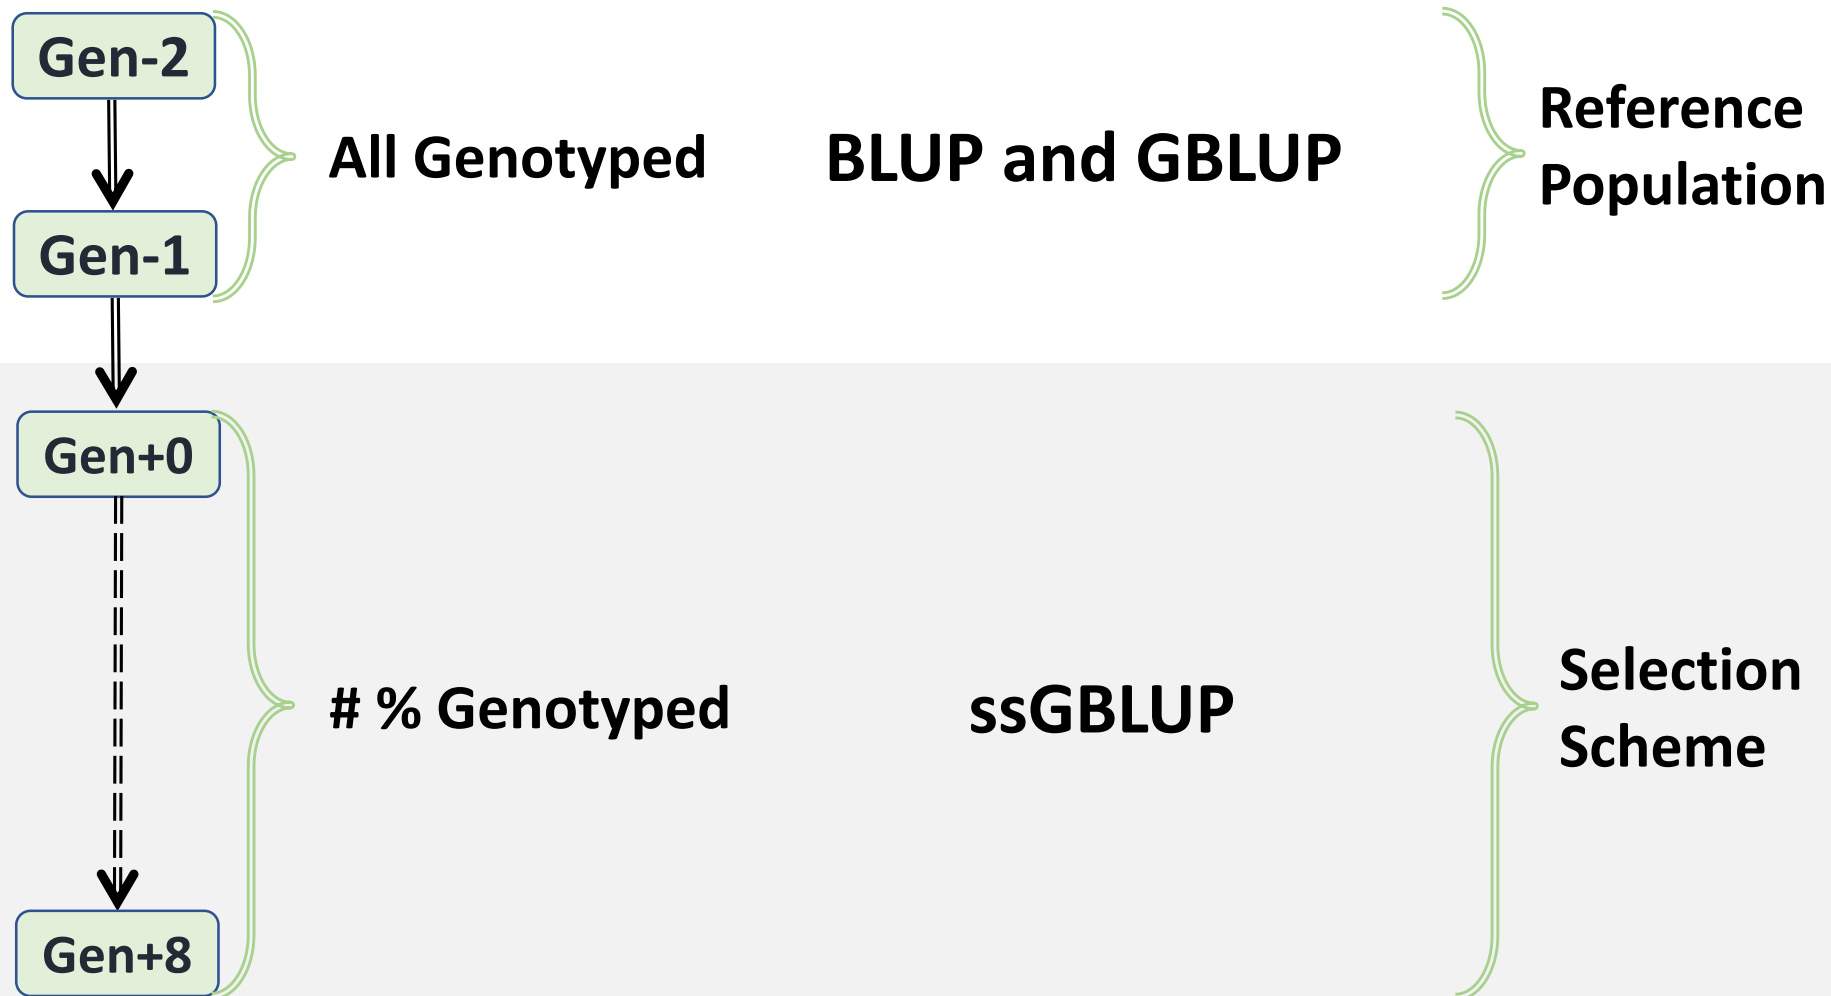 Gen-2
All Genotyped
BLUP and GBLUP
Reference
Population
Gen-1
Gen+0
# % Genotyped
ssGBLUP
Selection
Scheme
Gen+8